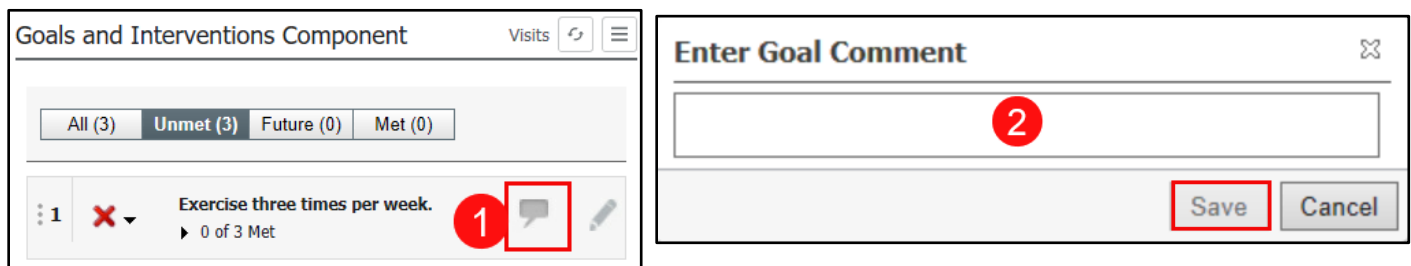 Goals and Interventions Component Visits
All (3) Unmet (3) Future (0) Met (0)
1 Exercise three times per week. 1
0 of 3 Met
Enter Goal Comment
2
Save Cancel